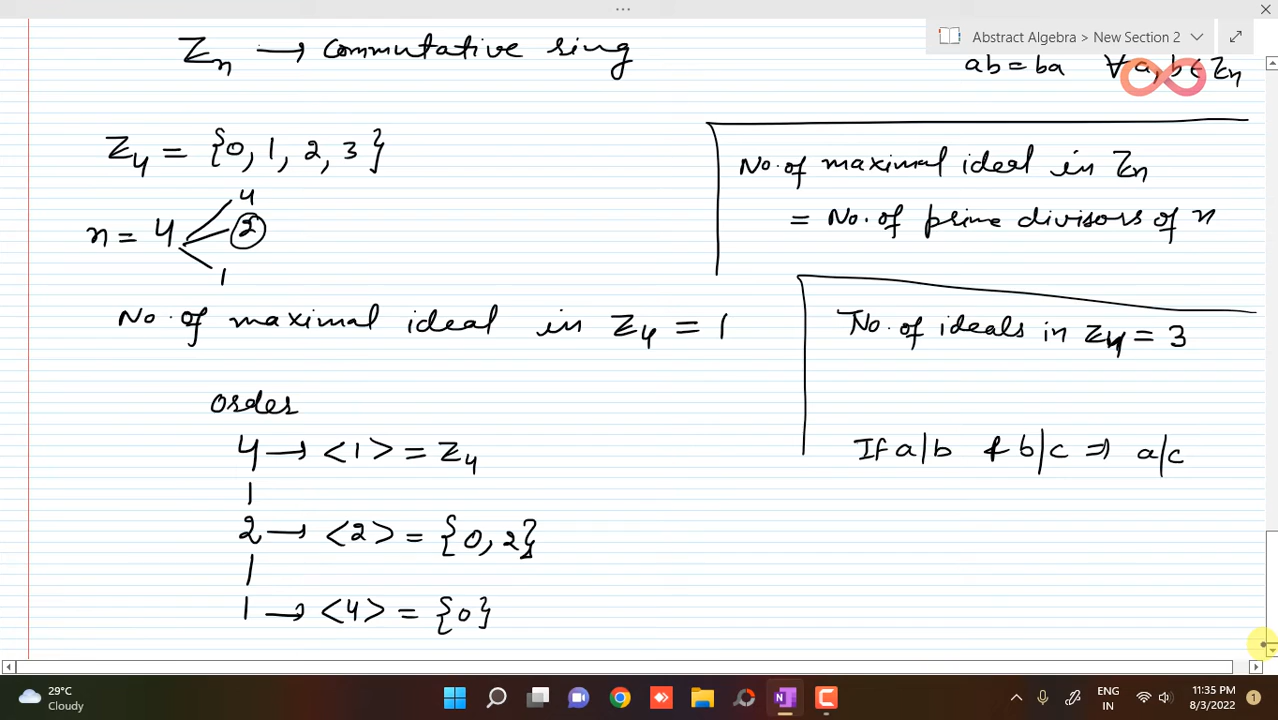 ...
Abstract Algebra > New Section 2
Zn → Commutative ring
ab = ba ∀ a, b ∈ Zn
Z4 = {0, 1, 2, 3}
n = 4
4
2
1
No. of maximal ideal in Zn
= No. of prime divisors of n
No. of maximal ideal in Z4 = 1
No. of ideals in Z4 = 3
If a|b & b|c ⇒ a|c
order
4 → <1> = Z4
2 → <2> = {0, 2}
1 → <4> = {0}
29°C
Cloudy
ENG
IN
11:35 PM
8/3/2022
1